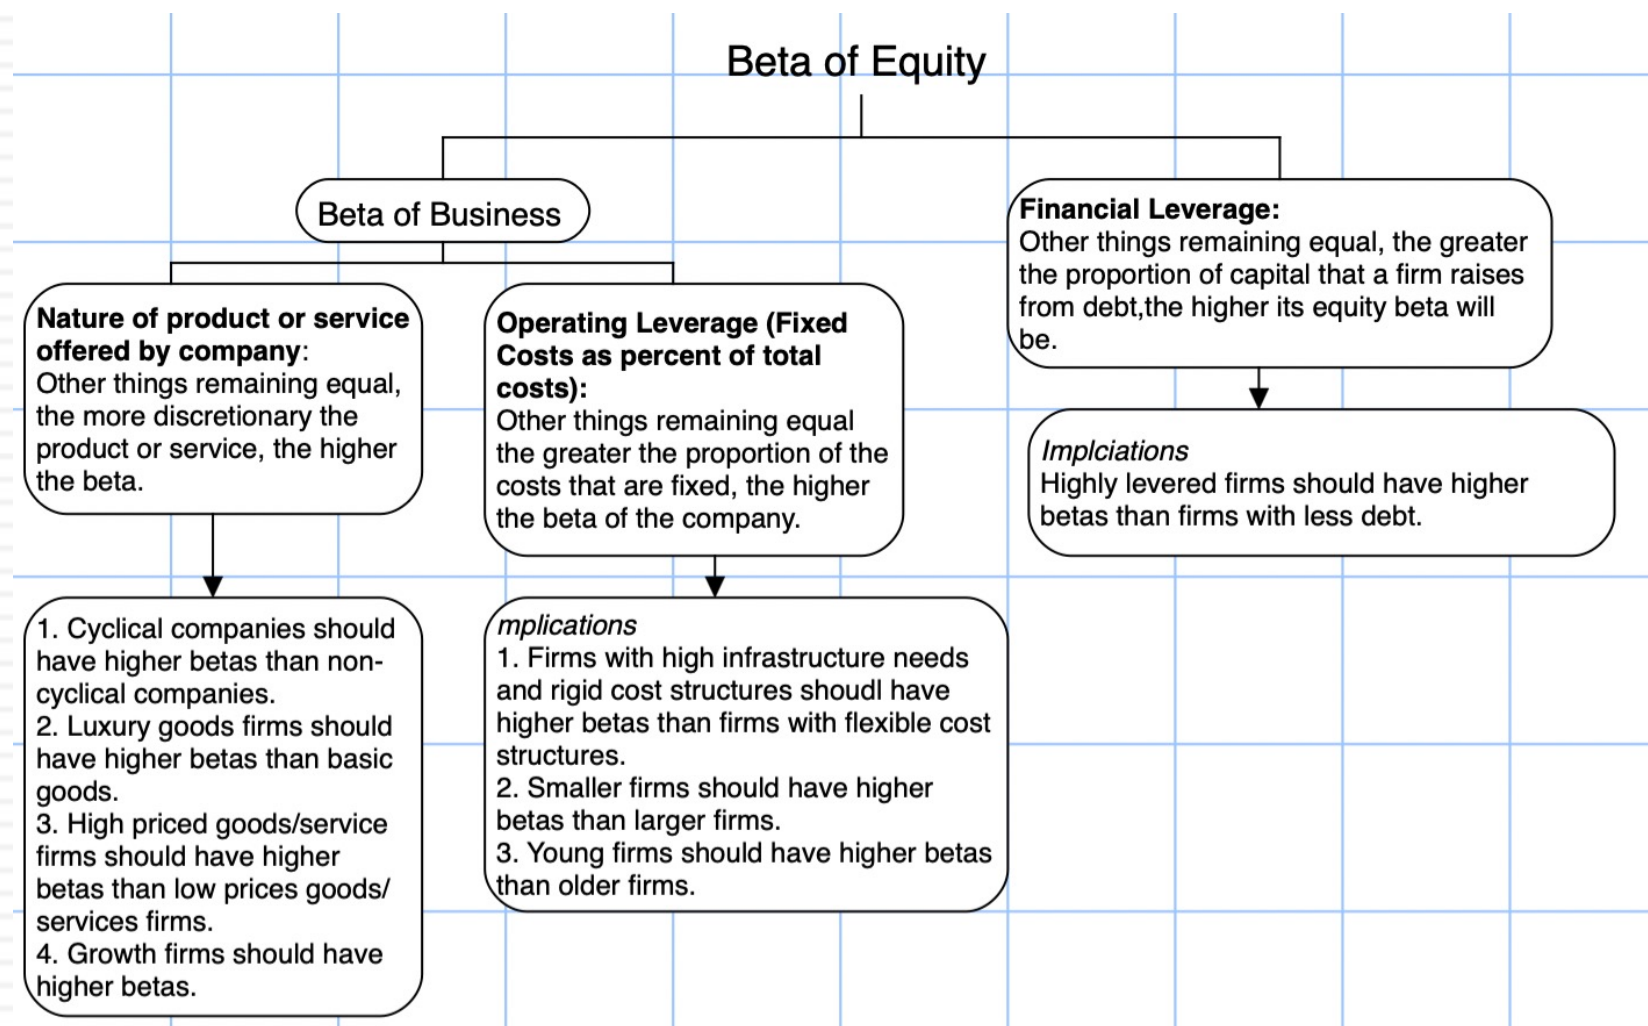 Beta of Equity
Beta of Business
Nature of product or service
offered by company:
Other things remaining equal,
the more discretionary the
product or service, the higher
the beta.
Operating Leverage (Fixed
Costs as percent of total
costs):
Other things remaining equal
the greater the proportion of the
costs that are fixed, the higher
the beta of the company.
Financial Leverage:
Other things remaining equal, the greater
the proportion of capital that a firm raises
from debt,the higher its equity beta will
be.
Implciations
Highly levered firms should have higher
betas than firms with less debt.
1. Cyclical companies should
have higher betas than non-
cyclical companies.
2. Luxury goods firms should
have higher betas than basic
goods.
3. High priced goods/service
firms should have higher
betas than low prices goods/
services firms.
4. Growth firms should have
higher betas.
mplications
1. Firms with high infrastructure needs
and rigid cost structures shoudl have
higher betas than firms with flexible cost
structures.
2. Smaller firms should have higher
betas than larger firms.
3. Young firms should have higher betas
than older firms.